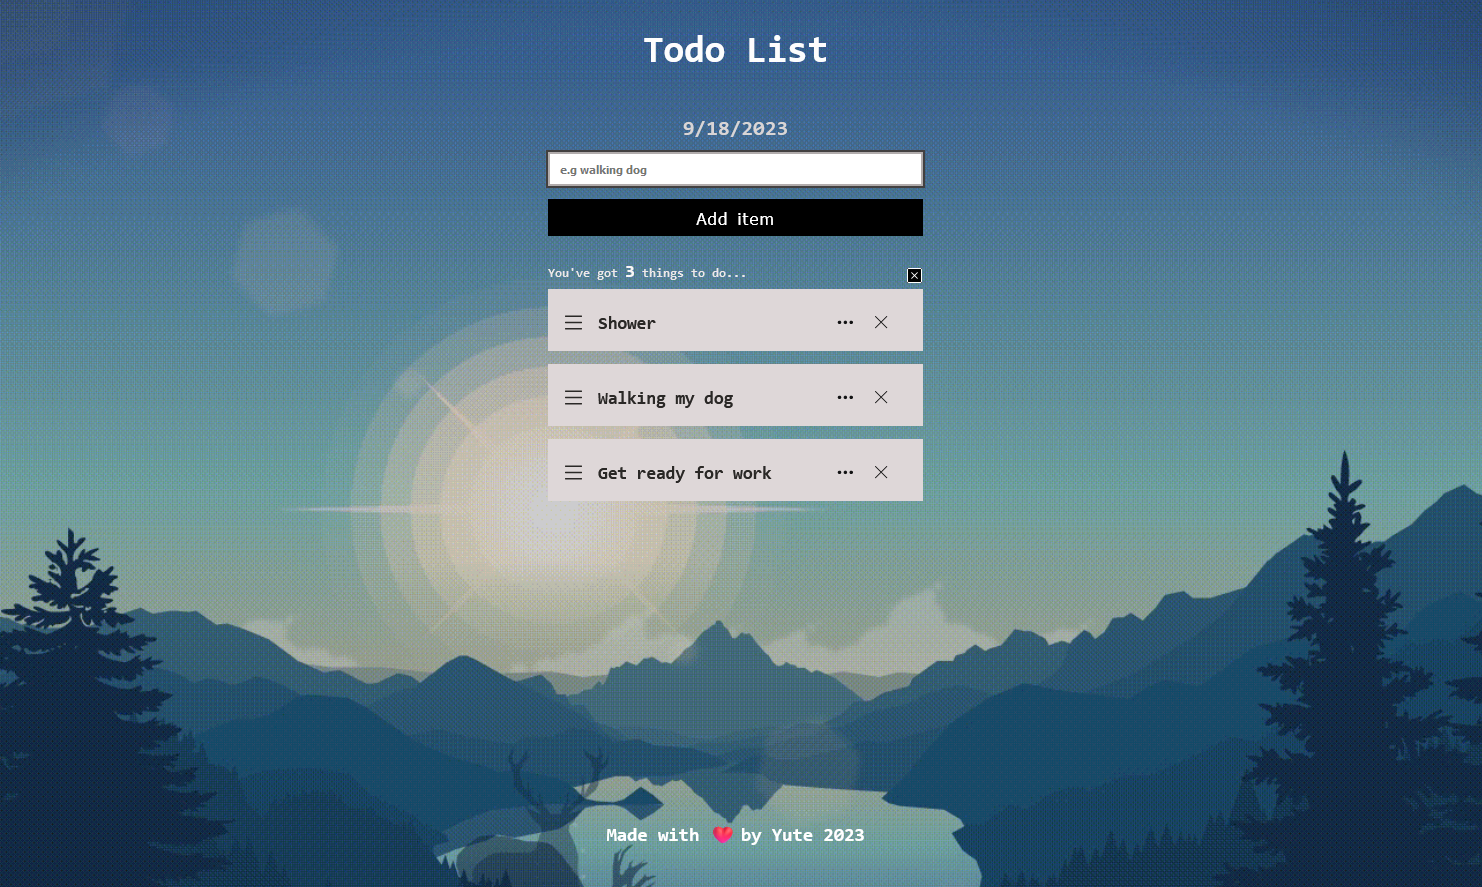 Todo List
9/18/2023
e.g walking dog
Add item
You've got 3 things to do...
Shower
Walking my dog
Get ready for work
Made with ❤️ by Yute 2023